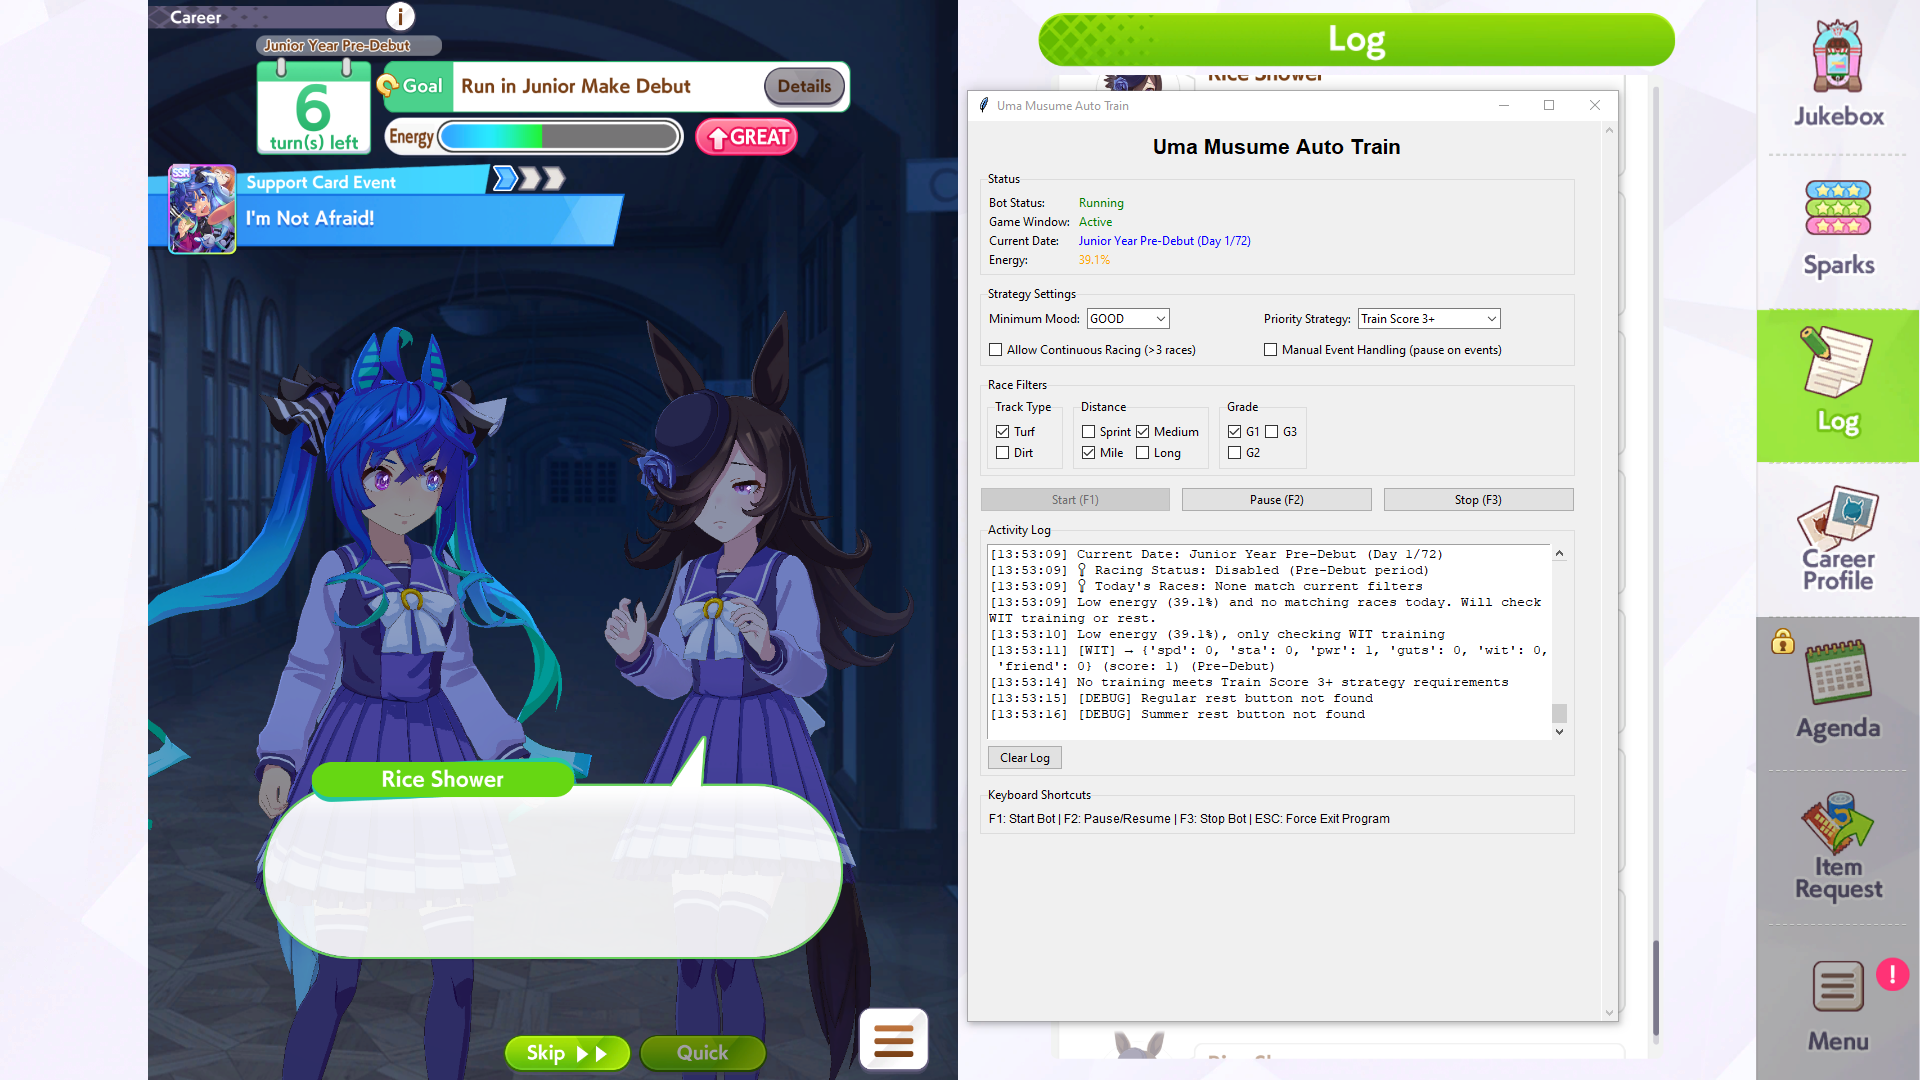 Career
i
Junior Year Pre-Debut
6
turn(s) left
Goal
Run in Junior Make Debut
Details
Energy
GREAT
SSR
Support Card Event
I'm Not Afraid!
Rice Shower
Skip
Quick
Log
Rice Shower
Uma Musume Auto Train
Uma Musume Auto Train
Status
Bot Status: Running
Game Window: Active
Current Date: Junior Year Pre-Debut (Day 1/72)
Energy: 39.1%
Strategy Settings
Minimum Mood: GOOD
Priority Strategy: Train Score 3+
Allow Continuous Racing (>3 races)
Manual Event Handling (pause on events)
Race Filters
Track Type
Distance
Grade
Turf
Sprint
Medium
G1
G3
Dirt
Mile
Long
G2
Start (F1)
Pause (F2)
Stop (F3)
Activity Log
[13:53:09] Current Date: Junior Year Pre-Debut (Day 1/72)
[13:53:09] Racing Status: Disabled (Pre-Debut period)
[13:53:09] Today's Races: None match current filters
[13:53:09] Low energy (39.1%) and no matching races today. Will check
WIT training or rest.
[13:53:10] Low energy (39.1%), only checking WIT training
[13:53:11] [WIT] → {'spd': 0, 'sta': 0, 'pwr': 1, 'guts': 0, 'wit': 0,
'friend': 0} (score: 1) (Pre-Debut)
[13:53:14] No training meets Train Score 3+ strategy requirements
[13:53:15] [DEBUG] Regular rest button not found
[13:53:16] [DEBUG] Summer rest button not found
Clear Log
Keyboard Shortcuts
F1: Start Bot | F2: Pause/Resume | F3: Stop Bot | ESC: Force Exit Program
Jukebox
Sparks
Log
Career
Profile
Agenda
Item
Request
!
Menu